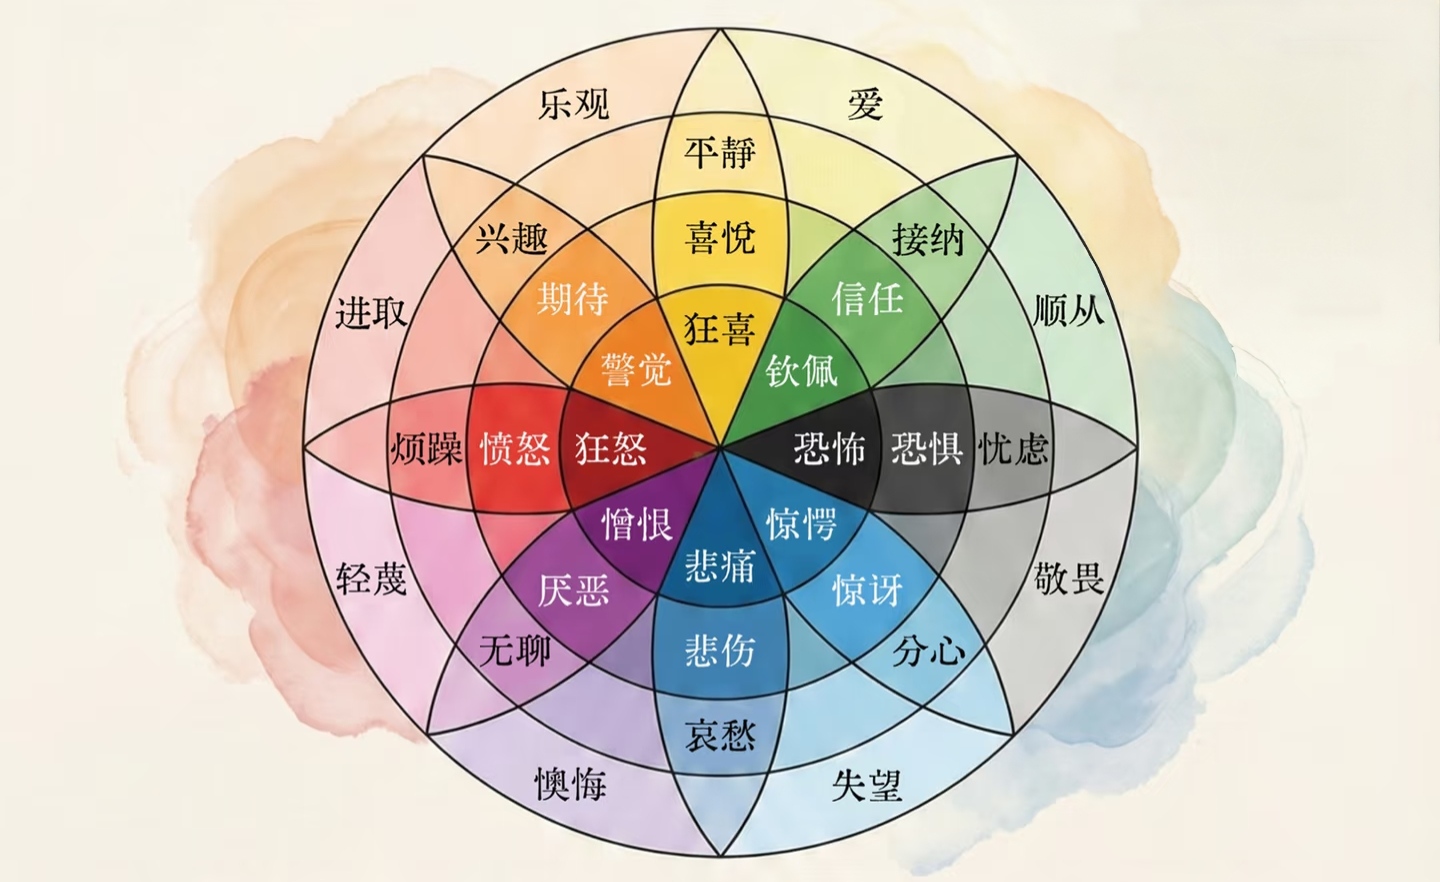 乐观
爱
平静
喜悦
狂喜
兴趣
接纳
期待
信任
进取
顺从
警觉
钦佩
烦躁
愤怒
狂怒
恐怖
恐惧
忧虑
憎恨
惊愕
悲痛
轻蔑
厌恶
惊讶
敬畏
无聊
悲伤
分心
哀愁
懊悔
失望